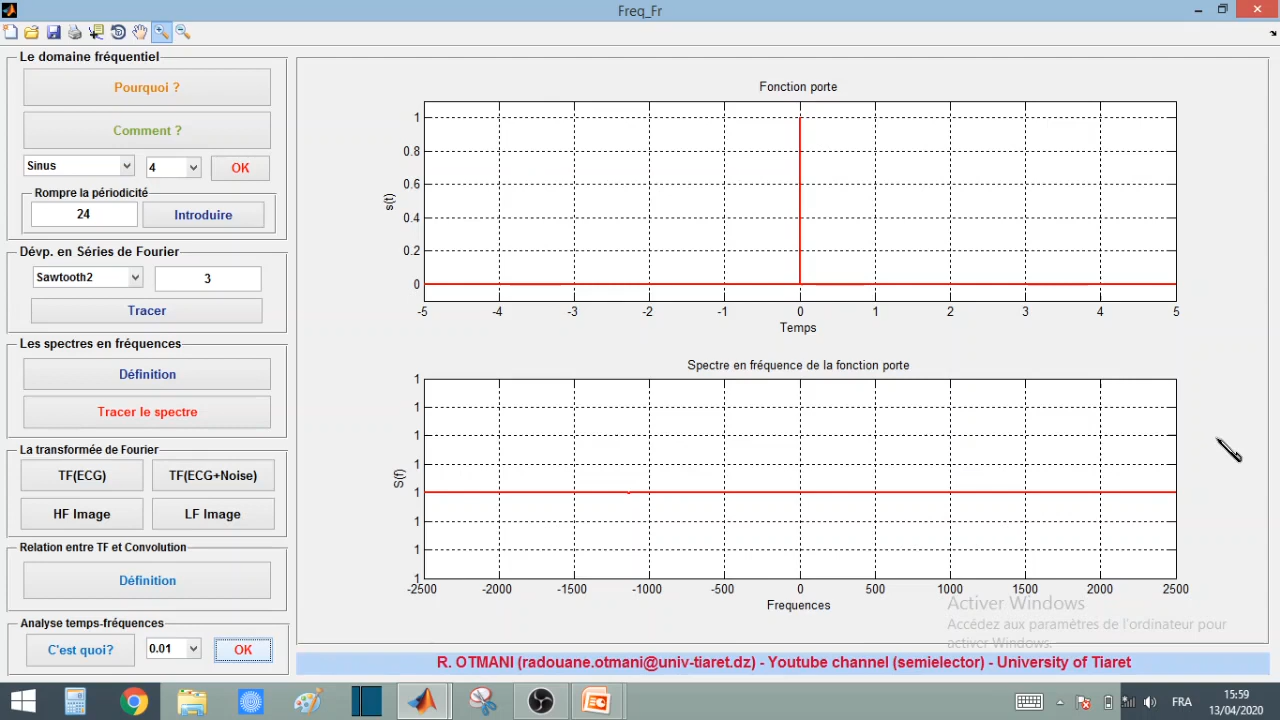 Freq_Fr
Le domaine fréquentiel
Pourquoi ?
Comment ?
Sinus
4
OK
Rompre la périodicité
24
Introduire
Dévp. en Séries de Fourier
Sawtooth2
3
Tracer
Les spectres en fréquences
Définition
Tracer le spectre
La transformée de Fourier
TF(ECG)
TF(ECG+Noise)
HF Image
LF Image
Relation entre TF et Convolution
Définition
Analyse temps-fréquences
C'est quoi?
0.01
OK
Fonction porte
1
0.8
0.6
0.4
0.2
0
s(t)
-5 -4 -3 -2 -1 0 1 2 3 4 5
Temps
Spectre en fréquence de la fonction porte
1
1
1
1
1
1
1
1
S(f)
-2500 -2000 -1500 -1000 -500 0 500 1000 1500 2000 2500
Frequences
Activer Windows
Accédez aux paramètres de l'ordinateur pour
activer Windows.
R. OTMANI (radouane.otmani@univ-tiaret.dz) - Youtube channel (semielector) - University of Tiaret
FRA
15:59
13/04/2020